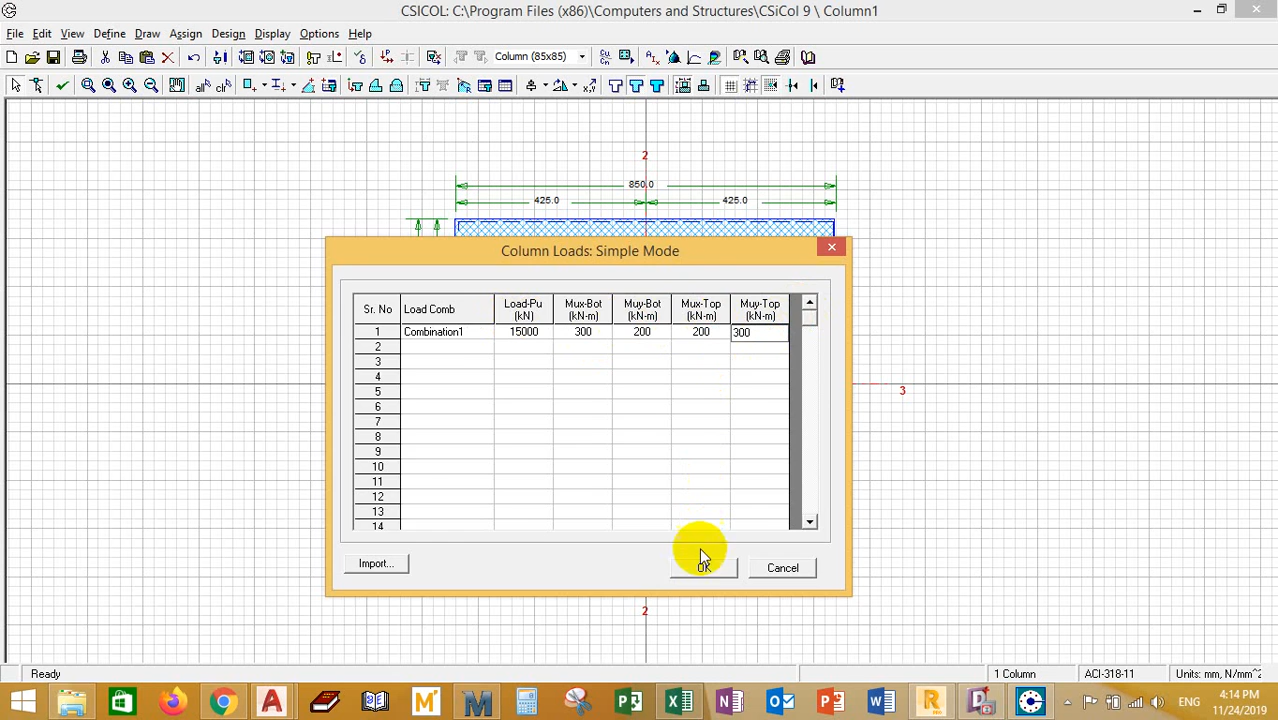 CSICOL: C:\Program Files (x86)\Computers and Structures\CSiCol 9 \ Column1
File Edit View Define Draw Assign Design Display Options Help
Column (85x85)
2
850.0
425.0 425.0
Column Loads: Simple Mode
Sr. No Load Comb Load-Pu (kN) Mux-Bot (kN-m) Muy-Bot (kN-m) Mux-Top (kN-m) Muy-Top (kN-m)
1 Combination1 15000 300 200 200 300
2
3
4
5
6
7
8
9
10
11
12
13
14
3
Import... OK Cancel
2
Ready 1 Column ACI-318-11 Units: mm, N/mm^2
ENG 4:14 PM
11/24/2019